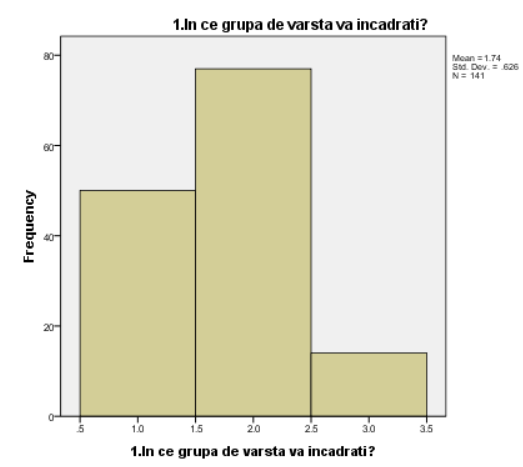 1.In ce grupa de varsta va incadrati?
Mean =1.74
Std. Dev. = .626
N = 141
80
60
40
20
0
Frequency
.5 1.0 1.5 2.0 2.5 3.0 3.5
1.In ce grupa de varsta va incadrati?